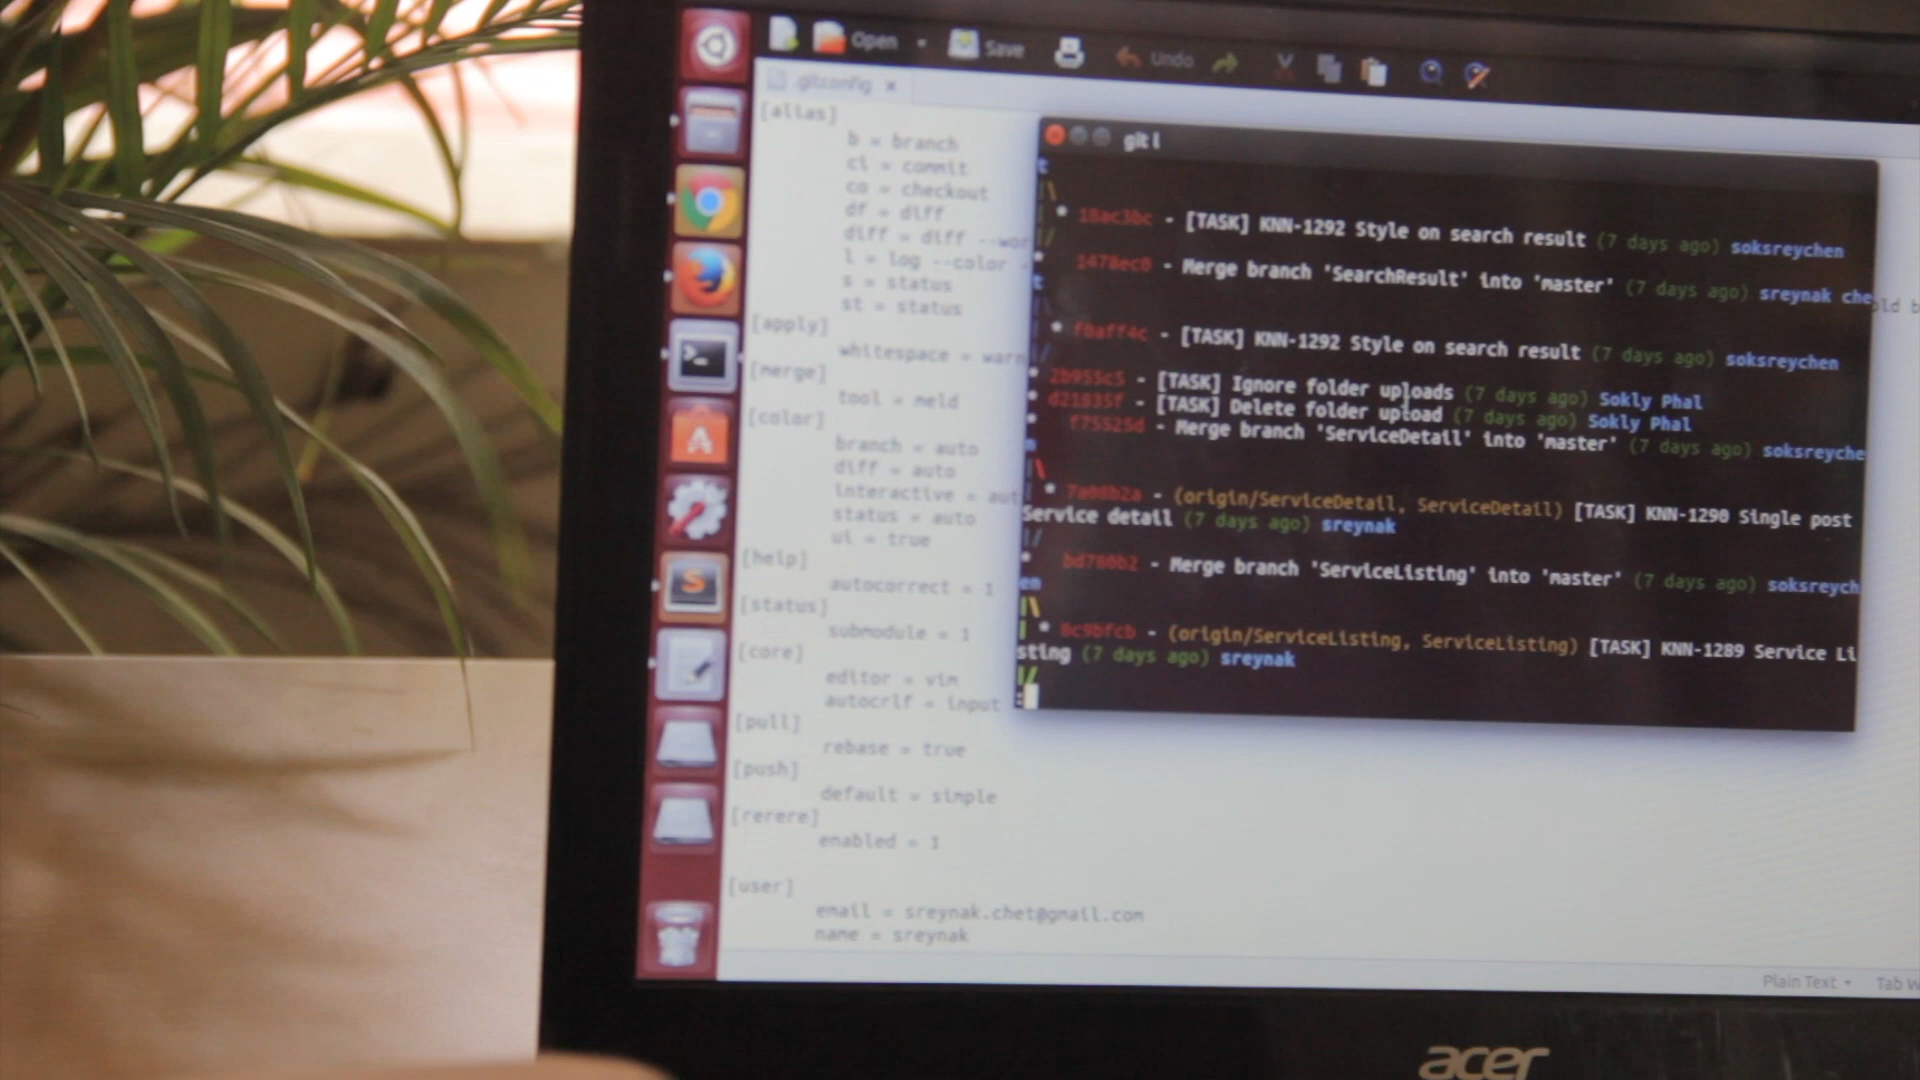 Open Save Undo
.gitconfig x
[alias]
b = branch
ci = commit
co = checkout
df = diff
diff = diff --wor
l = log --color -
s = status
st = status
[apply]
whitespace = warn
[merge]
tool = meld
[color]
branch = auto
diff = auto
interactive = aut
status = auto
ui = true
[help]
autocorrect = 1
[status]
submodule = 1
[core]
editor = vim
autocrlf = input
[pull]
rebase = true
[push]
default = simple
[rerere]
enabled = 1
[user]
email = sreynak.chet@gmail.com
name = sreynak
git l
t
|\
| * 18ac3bc - [TASK] KNN-1292 Style on search result (7 days ago) soksreychen
|/
* 1478ec8 - Merge branch 'SearchResult' into 'master' (7 days ago) sreynak che
t
|\
| * f0aff4c - [TASK] KNN-1292 Style on search result (7 days ago) soksreychen
|/
* 2b955c5 - [TASK] Ignore folder uploads (7 days ago) Sokly Phal
* d21835f - [TASK] Delete folder upload (7 days ago) Sokly Phal
* f75525d - Merge branch 'ServiceDetail' into 'master' (7 days ago) soksreyche
n
|\
| * 7a08b2a - (origin/ServiceDetail, ServiceDetail) [TASK] KNN-1290 Single post
Service detail (7 days ago) sreynak
|/
* bd780b2 - Merge branch 'ServiceListing' into 'master' (7 days ago) soksreych
en
|\
| * 8c9bfcb - (origin/ServiceListing, ServiceListing) [TASK] KNN-1289 Service Li
sting (7 days ago) sreynak
|/
:
old b
Plain Text Tab W
acer